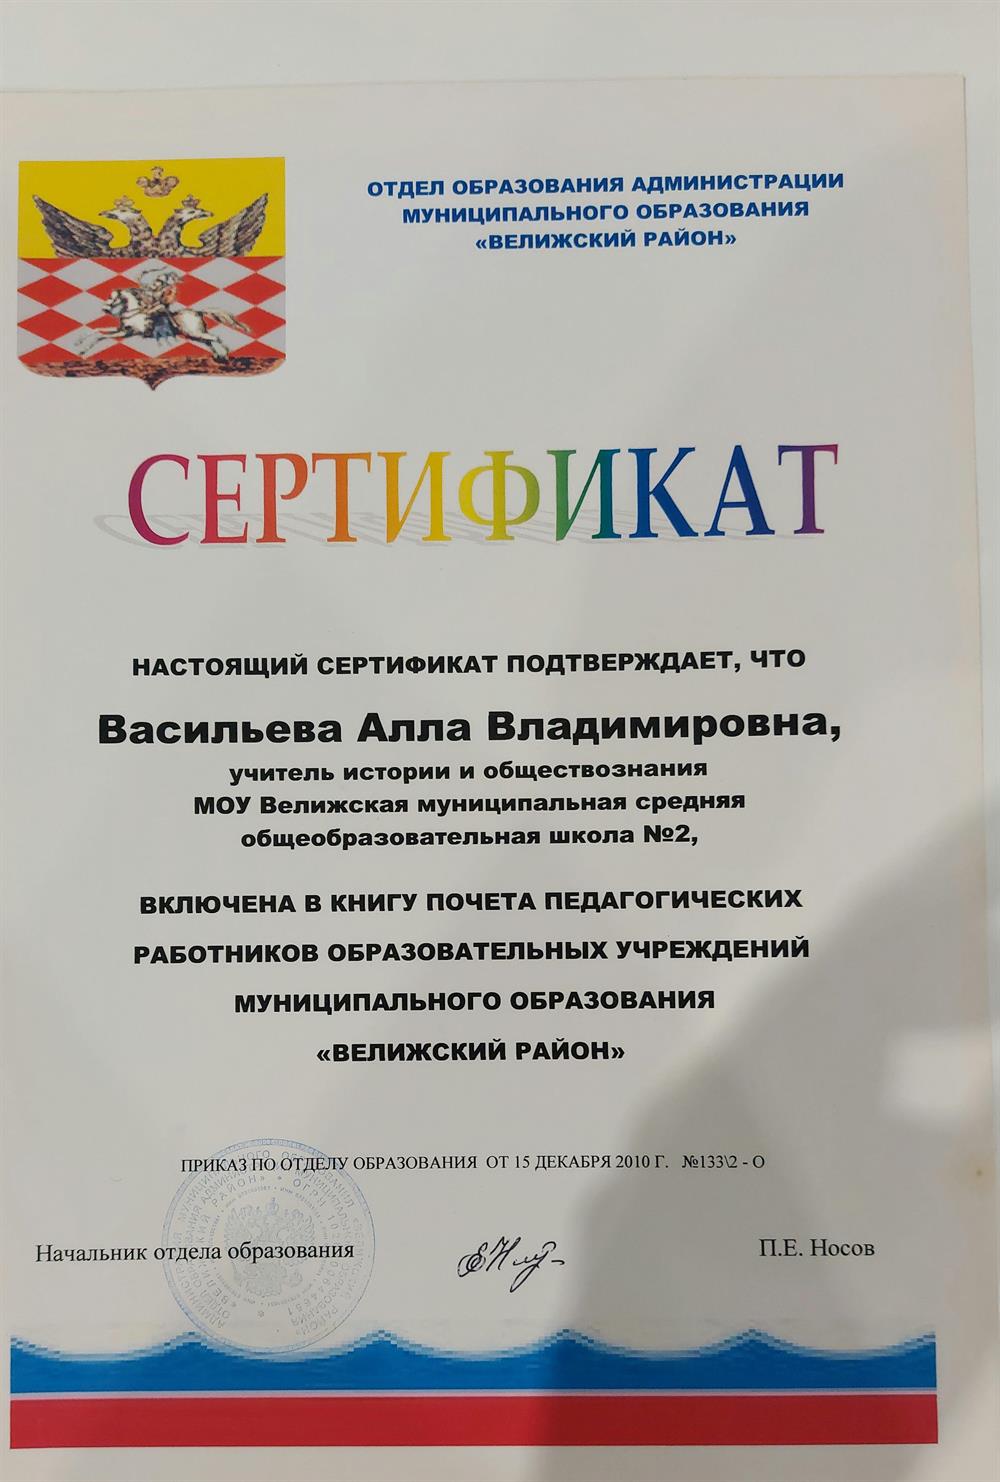 ОТДЕЛ ОБРАЗОВАНИЯ АДМИНИСТРАЦИИ
МУНИЦИПАЛЬНОГО ОБРАЗОВАНИЯ
«ВЕЛИЖСКИЙ РАЙОН»
СЕРТИФИКАТ
НАСТОЯЩИЙ СЕРТИФИКАТ ПОДТВЕРЖДАЕТ, ЧТО
Васильева Алла Владимировна,
учитель истории и обществознания
МОУ Велижская муниципальная средняя
общеобразовательная школа №2,
ВКЛЮЧЕНА В КНИГУ ПОЧЕТА ПЕДАГОГИЧЕСКИХ
РАБОТНИКОВ ОБРАЗОВАТЕЛЬНЫХ УЧРЕЖДЕНИЙ
МУНИЦИПАЛЬНОГО ОБРАЗОВАНИЯ
«ВЕЛИЖСКИЙ РАЙОН»
ПРИКАЗ ПО ОТДЕЛУ ОБРАЗОВАНИЯ ОТ 15 ДЕКАБРЯ 2010 Г. №133\2 - О
Начальник отдела образования
П.Е. Носов